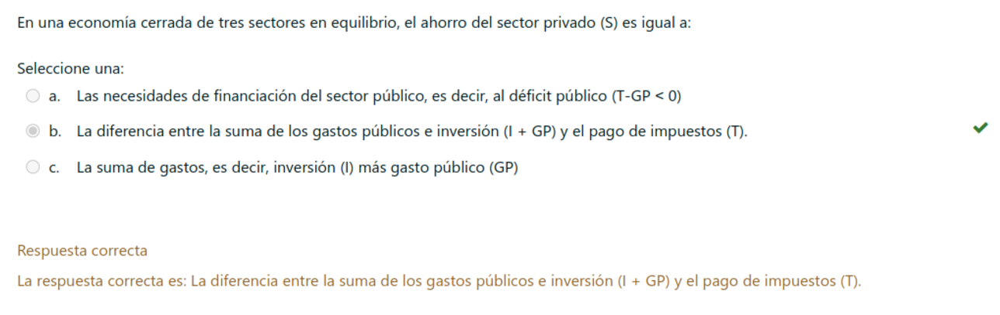 En una economía cerrada de tres sectores en equilibrio, el ahorro del sector privado (S) es igual a:
Seleccione una:
a. Las necesidades de financiación del sector público, es decir, al déficit público (T-GP < 0)
b. La diferencia entre la suma de los gastos públicos e inversión (I + GP) y el pago de impuestos (T).
c. La suma de gastos, es decir, inversión (I) más gasto público (GP)
Respuesta correcta
La respuesta correcta es: La diferencia entre la suma de los gastos públicos e inversión (I + GP) y el pago de impuestos (T).